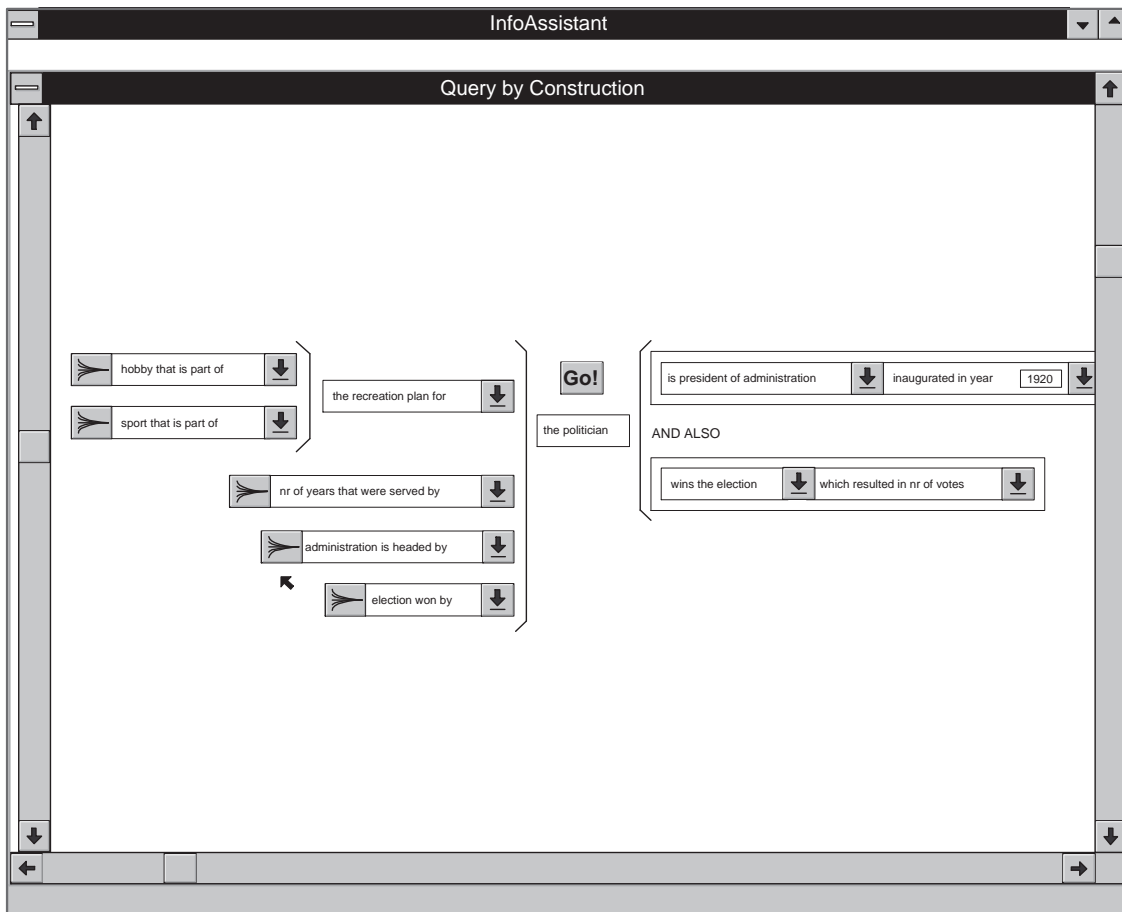 InfoAssistant
Query by Construction
hobby that is part of
sport that is part of
the recreation plan for
nr of years that were served by
administration is headed by
election won by
Go!
the politician
is president of administration inaugurated in year 1920
AND ALSO
wins the election which resulted in nr of votes